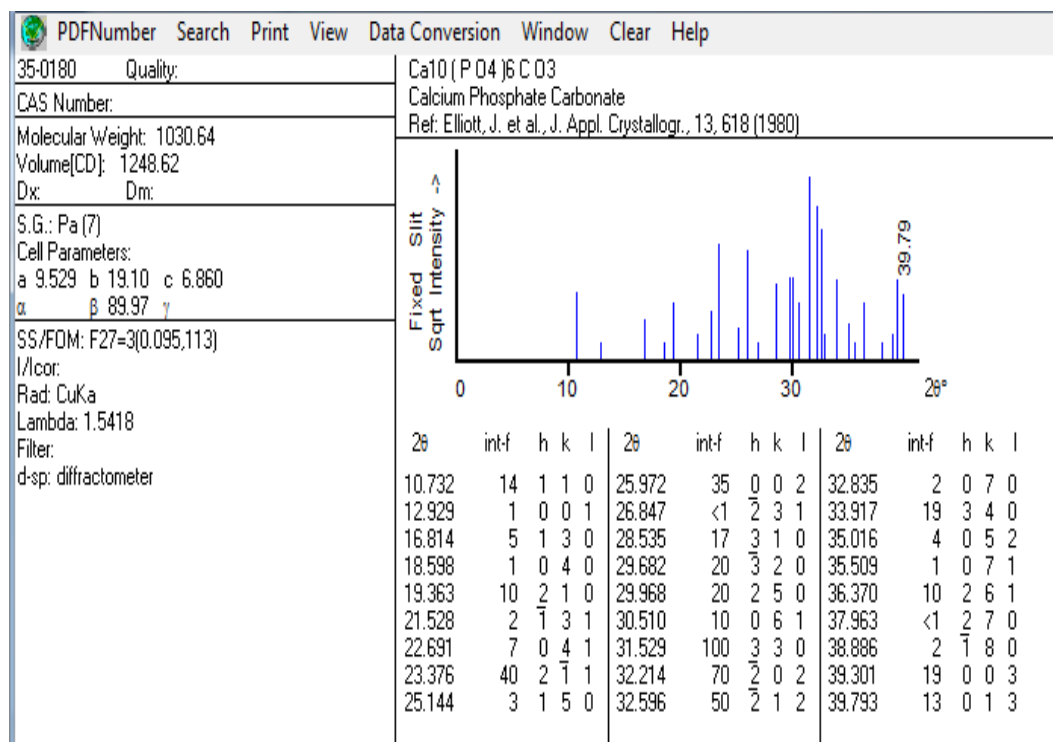 PDFNumber Search Print View Data Conversion Window Clear Help
35-0180 Quality:
CAS Number:
Molecular Weight: 1030.64
Volume[CD]: 1248.62
Dx: Dm:
S.G.: Pa (7)
Cell Parameters:
a 9.529 b 19.10 c 6.860
α β 89.97 γ
SS/FOM: F27=3(0.095,113)
I/Icor:
Rad: CuKa
Lambda: 1.5418
Filter:
d-sp: diffractometer
Ca10 ( P O4 )6 C O3
Calcium Phosphate Carbonate
Ref: Elliott, J. et al., J. Appl. Crystallogr., 13, 618 (1980)
Fixed Slit
Sqrt Intensity ->
39.79
0 10 20 30 2θ°
2θ int-f h k l 2θ int-f h k l 2θ int-f h k l
10.732 14 1 1 0 25.972 35 0 0 2 32.835 2 0 7 0
12.929 1 0 0 1 26.847 <1 2̅ 3 1 33.917 19 3 4 0
16.814 5 1 3 0 28.535 17 3 1 0 35.016 4 0 5 2
18.598 1 0 4 0 29.682 20 3̅ 2 0 35.509 1 0 7 1
19.363 10 2 1 0 29.968 20 2 5 0 36.370 10 2 6 1
21.528 2 1̅ 3 1 30.510 10 0 6 1 37.963 <1 2 7 0
22.691 7 0 4 1 31.529 100 3 3 0 38.886 2 1̅ 8 0
23.376 40 2 1̅ 1 32.214 70 2̅ 0 2 39.301 19 0 0 3
25.144 3 1 5 0 32.596 50 2̅ 1 2 39.793 13 0 1 3